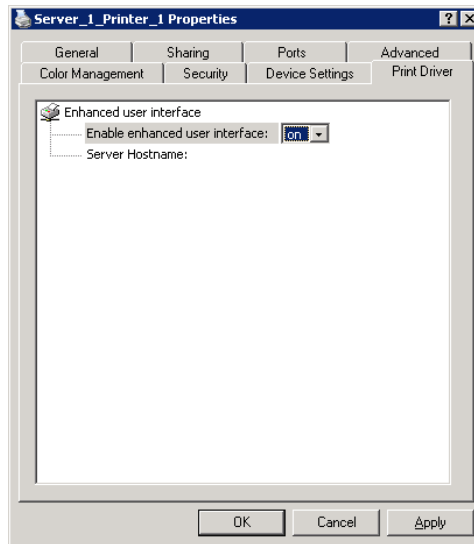 Server_1_Printer_1 Properties
General Sharing Ports Advanced
Color Management Security Device Settings Print Driver
Enhanced user interface
Enable enhanced user interface: on
Server Hostname:
OK Cancel Apply